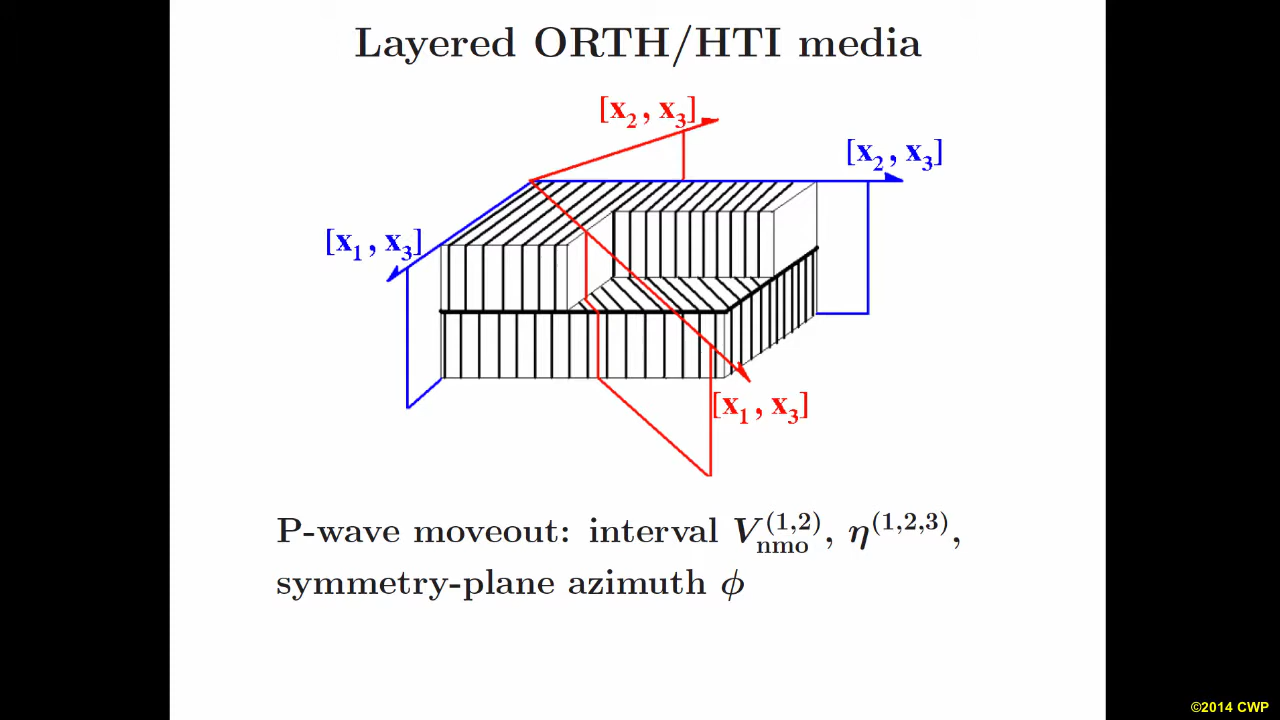 Layered ORTH/HTI media
[x₂, x₃]
[x₂, x₃]
[x₁, x₃]
[x₁, x₃]
P-wave moveout: interval V_nmo^(1,2), η^(1,2,3),
symmetry-plane azimuth ϕ
©2014 CWP